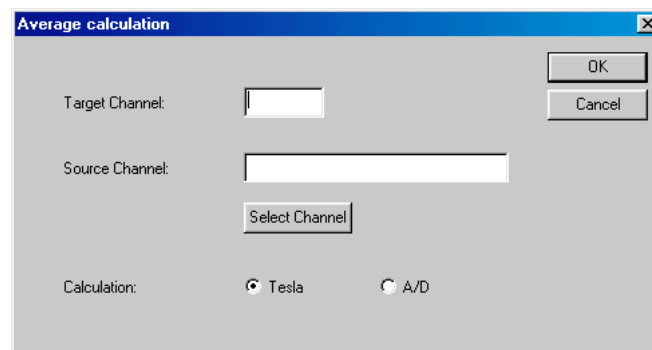 Average calculation
OK
Target Channel:
Cancel
Source Channel:
Select Channel
Calculation: Tesla A/D